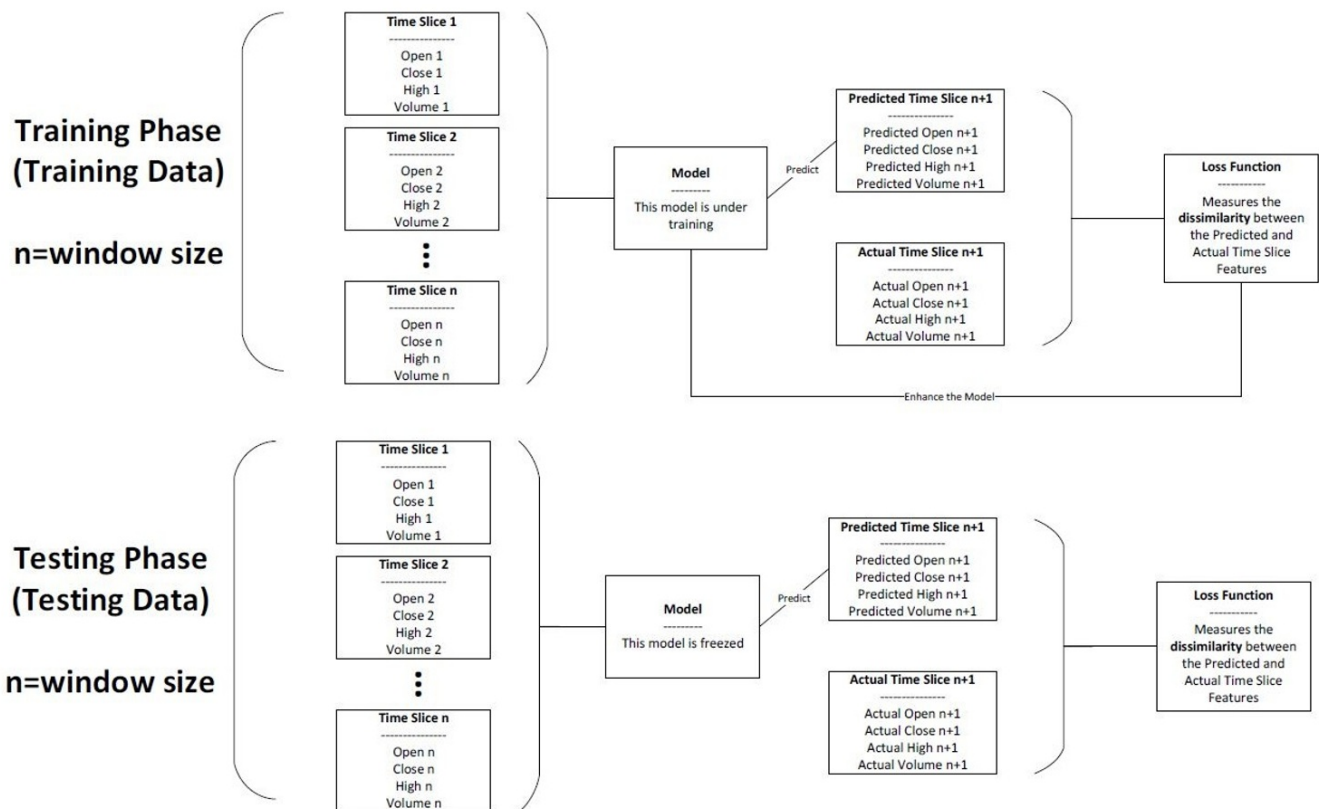 Training Phase
(Training Data)
n=window size
Time Slice 1
---------------
Open 1
Close 1
High 1
Volume 1
Time Slice 2
---------------
Open 2
Close 2
High 2
Volume 2
Time Slice n
---------------
Open n
Close n
High n
Volume n
Model
---------
This model is under
training
Predict
Predicted Time Slice n+1
---------------
Predicted Open n+1
Predicted Close n+1
Predicted High n+1
Predicted Volume n+1
Actual Time Slice n+1
---------------
Actual Open n+1
Actual Close n+1
Actual High n+1
Actual Volume n+1
Loss Function
-----------
Measures the
dissimilarity between
the Predicted and
Actual Time Slice
Features
Enhance the Model
Testing Phase
(Testing Data)
n=window size
Time Slice 1
---------------
Open 1
Close 1
High 1
Volume 1
Time Slice 2
---------------
Open 2
Close 2
High 2
Volume 2
Time Slice n
---------------
Open n
Close n
High n
Volume n
Model
---------
This model is freezed
Predict
Predicted Time Slice n+1
---------------
Predicted Open n+1
Predicted Close n+1
Predicted High n+1
Predicted Volume n+1
Actual Time Slice n+1
---------------
Actual Open n+1
Actual Close n+1
Actual High n+1
Actual Volume n+1
Loss Function
-----------
Measures the
dissimilarity between
the Predicted and
Actual Time Slice
Features